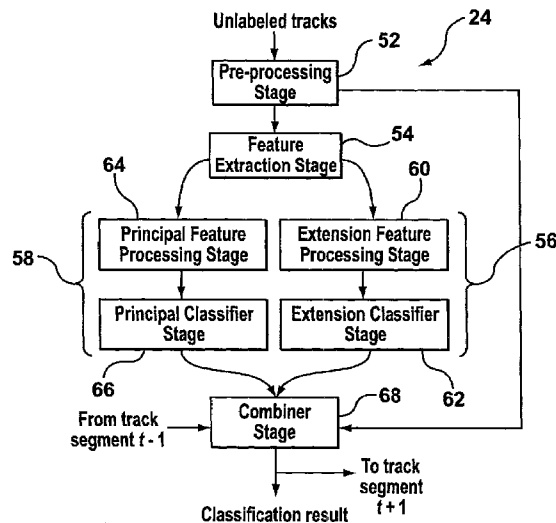 Unlabeled tracks
52
24
Pre-processing
Stage
54
Feature
Extraction Stage
64
60
58
Principal Feature
Processing Stage
Extension Feature
Processing Stage
56
Principal Classifier
Stage
Extension Classifier
Stage
66
62
68
From track
segment t - 1
Combiner
Stage
To track
segment
t + 1
Classification result